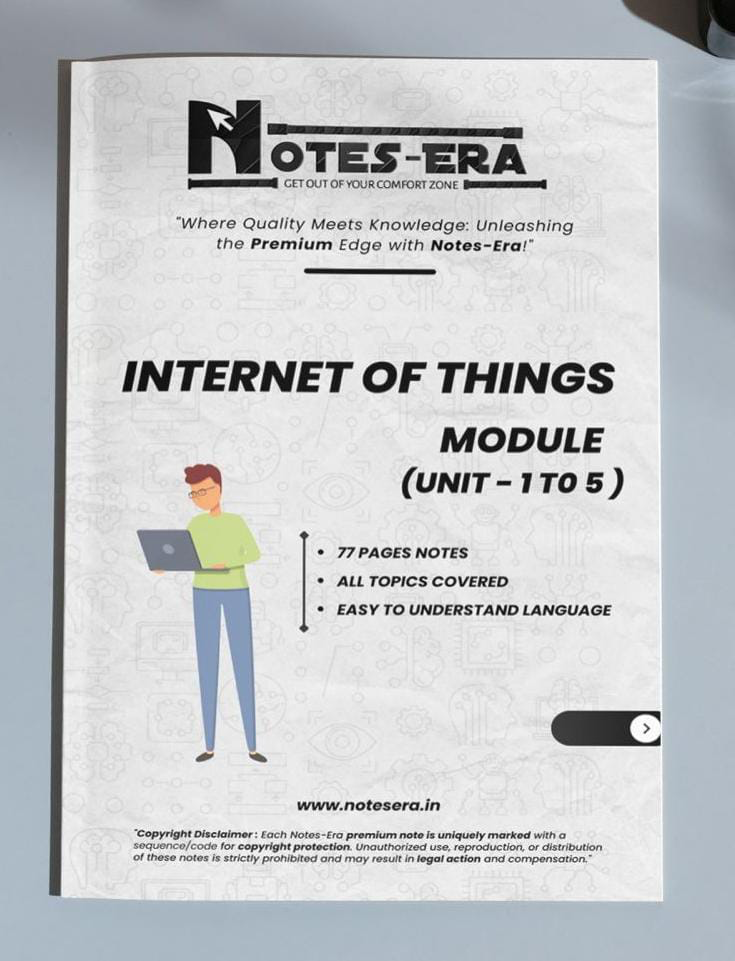 NOTES-ERA
GET OUT OF YOUR COMFORT ZONE
"Where Quality Meets Knowledge: Unleashing
the Premium Edge with Notes-Era!"
INTERNET OF THINGS
MODULE
(UNIT – 1 TO 5 )
• 77 PAGES NOTES
• ALL TOPICS COVERED
• EASY TO UNDERSTAND LANGUAGE
www.notesera.in
"Copyright Disclaimer : Each Notes-Era premium note is uniquely marked with a
sequence/code for copyright protection. Unauthorized use, reproduction, or distribution
of these notes is strictly prohibited and may result in legal action and compensation."